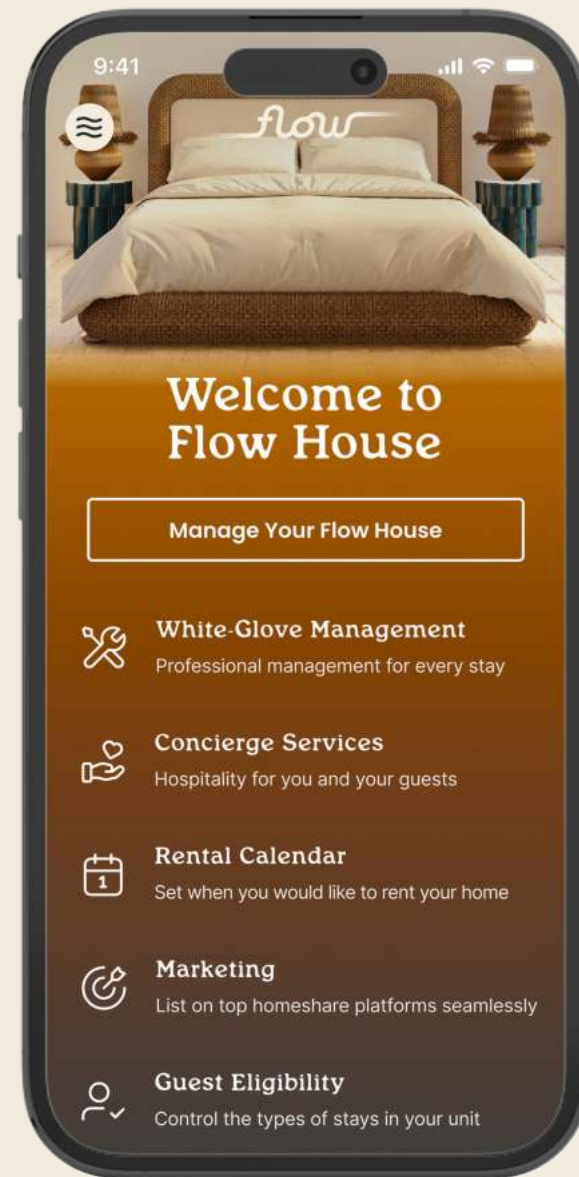 9:41
flow
Welcome to
Flow House
Manage Your Flow House
White-Glove Management
Professional management for every stay
Concierge Services
Hospitality for you and your guests
1
Rental Calendar
Set when you would like to rent your home
Marketing
List on top homeshare platforms seamlessly
Guest Eligibility
Control the types of stays in your unit